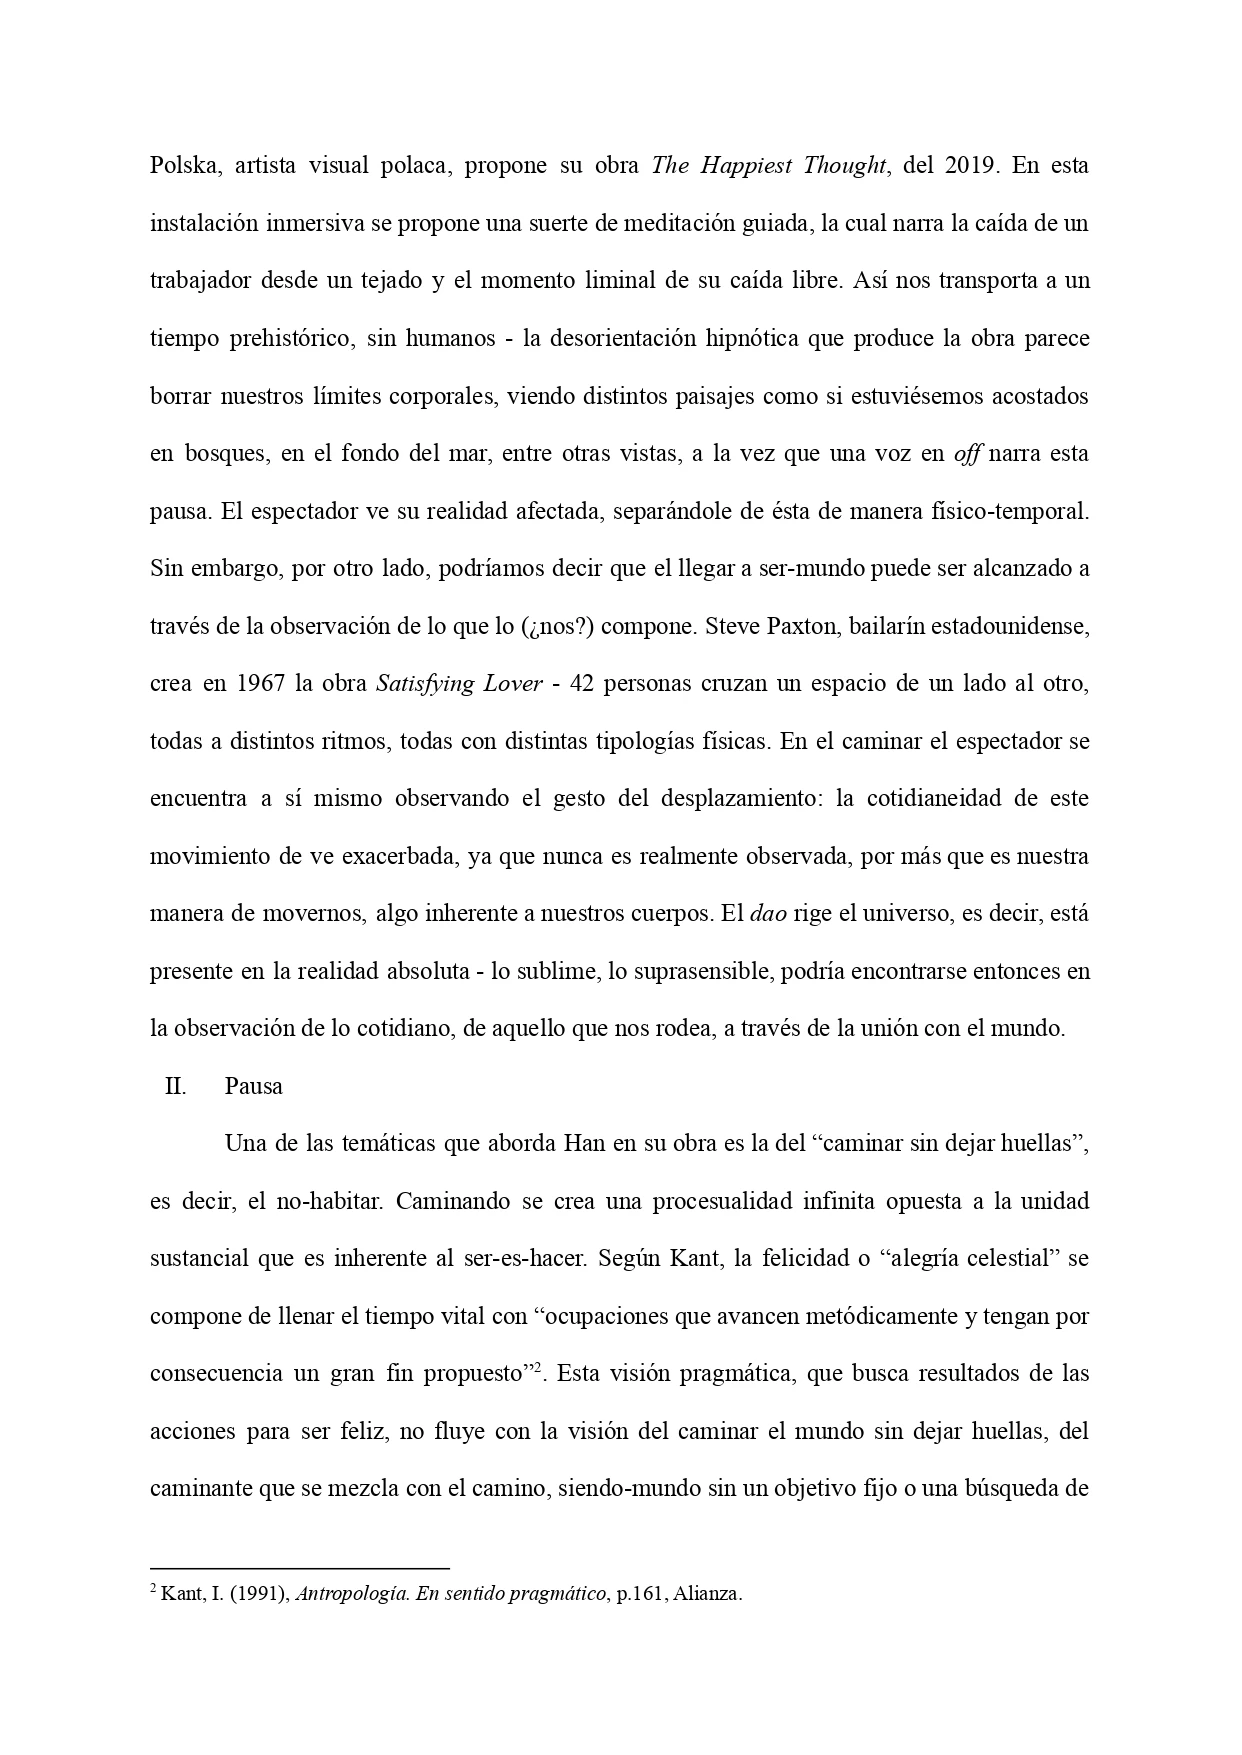 Polska, artista visual polaca, propone su obra The Happiest Thought, del 2019. En esta
instalación inmersiva se propone una suerte de meditación guiada, la cual narra la caída de un
trabajador desde un tejado y el momento liminal de su caída libre. Así nos transporta a un
tiempo prehistórico, sin humanos - la desorientación hipnótica que produce la obra parece
borrar nuestros límites corporales, viendo distintos paisajes como si estuviésemos acostados
en bosques, en el fondo del mar, entre otras vistas, a la vez que una voz en off narra esta
pausa. El espectador ve su realidad afectada, separándole de ésta de manera físico-temporal.
Sin embargo, por otro lado, podríamos decir que el llegar a ser-mundo puede ser alcanzado a
través de la observación de lo que lo (¿nos?) compone. Steve Paxton, bailarín estadounidense,
crea en 1967 la obra Satisfying Lover - 42 personas cruzan un espacio de un lado al otro,
todas a distintos ritmos, todas con distintas tipologías físicas. En el caminar el espectador se
encuentra a sí mismo observando el gesto del desplazamiento: la cotidianeidad de este
movimiento de ve exacerbada, ya que nunca es realmente observada, por más que es nuestra
manera de movernos, algo inherente a nuestros cuerpos. El dao rige el universo, es decir, está
presente en la realidad absoluta - lo sublime, lo suprasensible, podría encontrarse entonces en
la observación de lo cotidiano, de aquello que nos rodea, a través de la unión con el mundo.
II. Pausa
Una de las temáticas que aborda Han en su obra es la del “caminar sin dejar huellas”,
es decir, el no-habitar. Caminando se crea una procesualidad infinita opuesta a la unidad
sustancial que es inherente al ser-es-hacer. Según Kant, la felicidad o “alegría celestial” se
compone de llenar el tiempo vital con “ocupaciones que avancen metódicamente y tengan por
consecuencia un gran fin propuesto”2. Esta visión pragmática, que busca resultados de las
acciones para ser feliz, no fluye con la visión del caminar el mundo sin dejar huellas, del
caminante que se mezcla con el camino, siendo-mundo sin un objetivo fijo o una búsqueda de
2 Kant, I. (1991), Antropología. En sentido pragmático, p.161, Alianza.